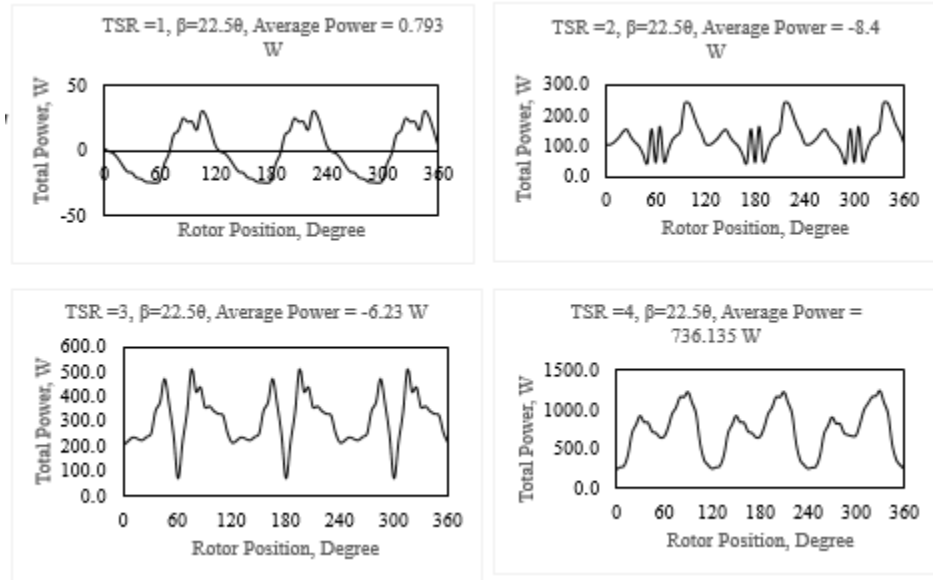 TSR =1, β=22.5θ, Average Power = 0.793
W
Total Power, W
50
0
-50
0 60 120 180 240 300 360
Rotor Position, Degree
TSR =2, β=22.5θ, Average Power = -8.4
W
Total Power, W
300.0
200.0
100.0
0.0
0 60 120 180 240 300 360
Rotor Position, Degree
TSR =3, β=22.5θ, Average Power = -6.23 W
Total Power, W
600.0
500.0
400.0
300.0
200.0
100.0
0.0
0 60 120 180 240 300 360
Rotor Position, Degree
TSR =4, β=22.5θ, Average Power =
736.135 W
Total Power, W
1500.0
1000.0
500.0
0.0
0 60 120 180 240 300 360
Rotor Position, Degree